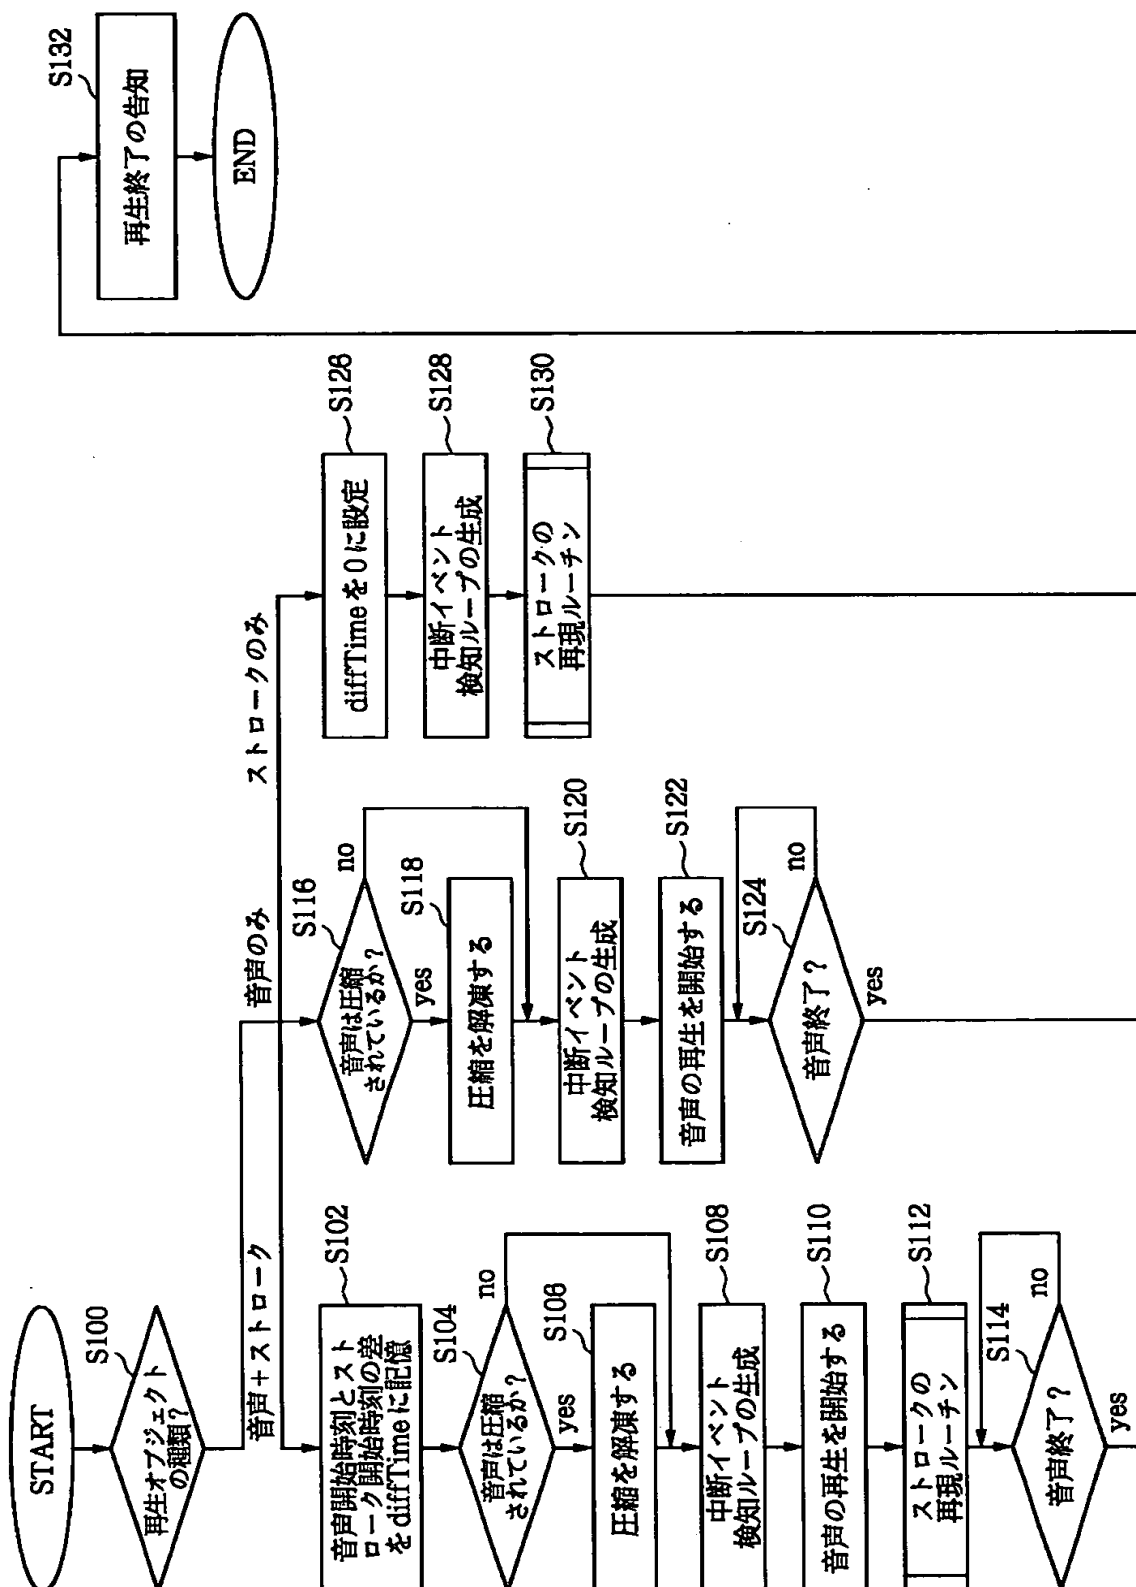 START
S100
再生オブジェクト
の種類?
音声+ストローク
S102
音声開始時刻とスト
ローク開始時刻の差
をdiffTimeに記憶
S104
音声は圧縮
されているか?
no
yes
S106
圧縮を解凍する
S108
中断イベント
検知ループの生成
S110
音声の再生を開始する
S112
ストロークの
再現ルーチン
S114
音声終了?
no
yes
音声のみ
S116
音声は圧縮
されているか?
no
yes
S118
圧縮を解凍する
S120
中断イベント
検知ループの生成
S122
音声の再生を開始する
S124
音声終了?
no
yes
ストロークのみ
S126
diffTimeを0に設定
S128
中断イベント
検知ループの生成
S130
ストロークの
再現ルーチン
S132
再生終了の告知
END